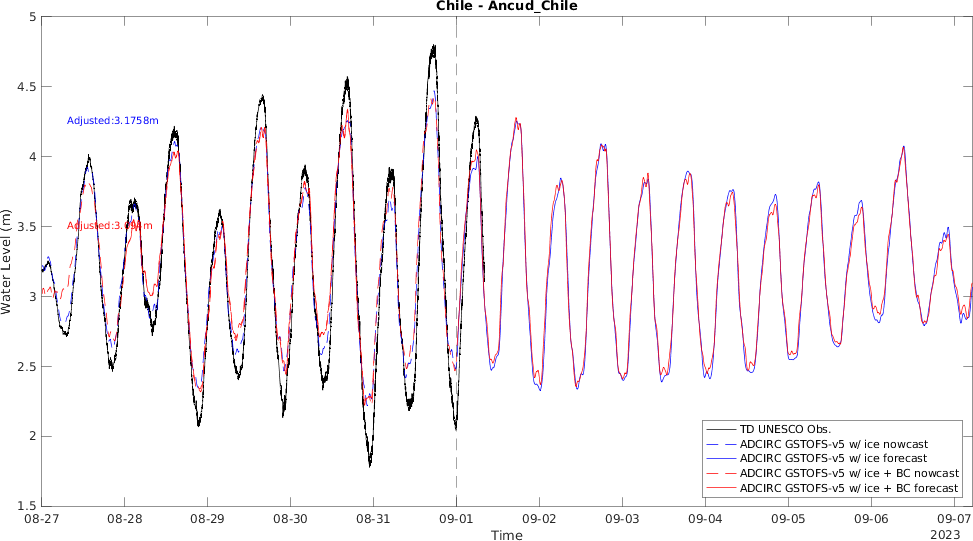 Chile - Ancud_Chile
5
4.5
4
3.5
3
2.5
2
1.5
Water Level (m)
Adjusted:3.1758m
08-27
08-28
08-29
08-30
08-31
09-01
09-02
09-03
09-04
09-05
09-06
09-07
Time
2023
TD UNESCO Obs.
ADCIRC GSTOFS-v5 w/ ice nowcast
ADCIRC GSTOFS-v5 w/ ice forecast
ADCIRC GSTOFS-v5 w/ ice + BC nowcast
ADCIRC GSTOFS-v5 w/ ice + BC forecast